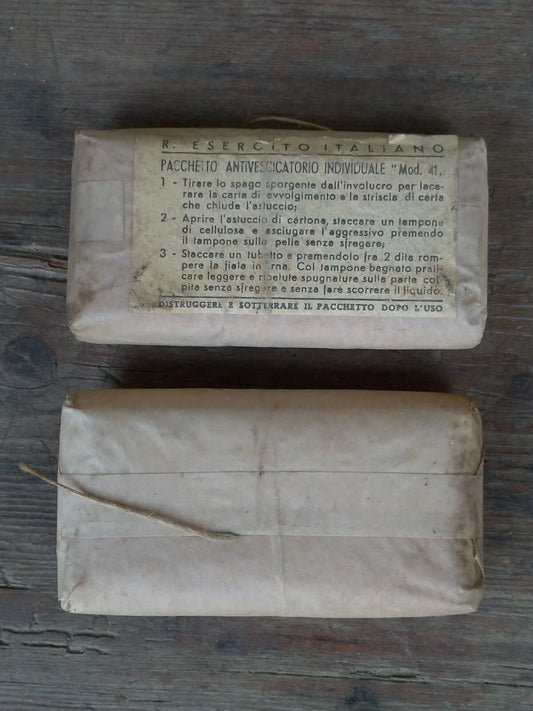 R. ESERCITO ITALIANO
PACCHETTO ANTIVESCICATORIO INDIVIDUALE "Mod. 41,
1 - Tirare lo spago sporgente dall'involucro per lace-
rare la carta di avvolgimento e la striscia di carta
che chiude l'astuccio;
2 - Aprire l'astuccio di cartone, staccare un tampone
di cellulosa e asciugare l'aggressivo premendo
il tampone sulla pelle senza sfregare;
3 - Staccare un tubetto e premendolo fra 2 dita rom-
pere la fiala interna. Col tampone bagnato prati-
care leggere e ripetute spugnature sulla parte col-
pita senza sfregare e senza fare scorrere il liquido.
DISTRUGGERE E SOTTERRARE IL PACCHETTO DOPO L'USO